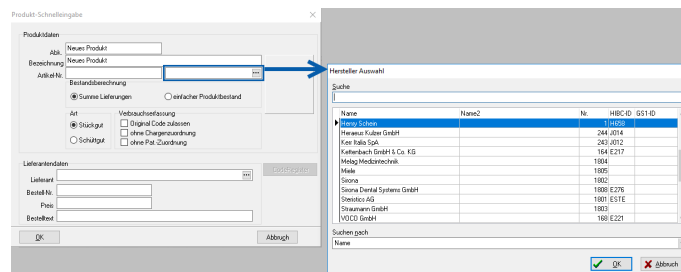 Produkt-Schnelleingabe
Produktdaten
Abk. Neues Produkt
Bezeichnung Neues Produkt
Artikel-Nr. ...
Bestandsberechnung
Summe Lieferungen einfacher Produktbestand
Art Verbrauchserfassung
Stückgut Original Code zulassen
ohne Chargenzuordnung
Schüttgut ohne Pat.-Zuordnung
Lieferantendaten
Lieferant ...
Bestell-Nr.
Preis
Bestelltext
OK Abbruch
Hersteller Auswahl
Suche
Name Name2 Nr. HIBC-ID GS1-ID
Henry Schein 1 H658
Heraeus Kulzer GmbH 244 J014
Kerr Italia SpA 243 J012
Kettenbach GmbH & Co. KG 164 E217
Melag Medizintechnik 1804
Miele 1805
Sirona 1802
Sirona Dental Systems GmbH 1808 E276
Steristics AG 1801 ESTE
Straumann GmbH 1803
VOCO GmbH 168 E221
Suchen nach
Name
OK Abbruch